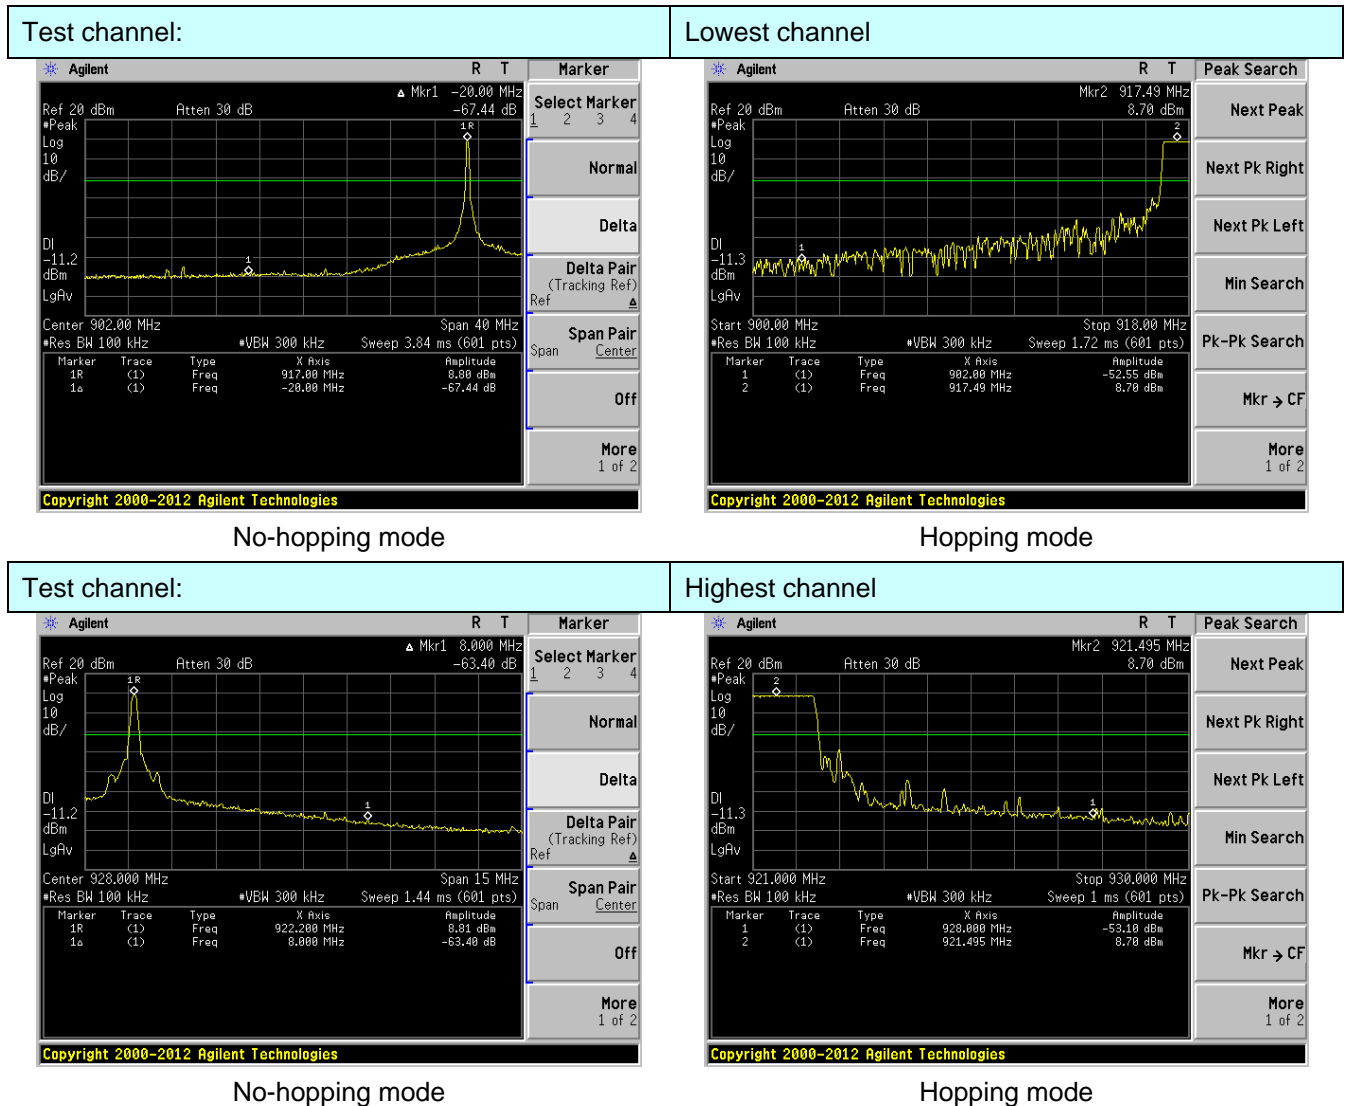 Test channel:
Lowest channel
Agilent R T Marker
Δ Mkr1 -20.00 MHz
Ref 20 dBm Atten 30 dB -67.44 dB
#Peak
Log
10
dB/
DI
-11.2
dBm
LgAv
1R
1
Center 902.00 MHz Span 40 MHz
#Res BW 100 kHz #VBW 300 kHz Sweep 3.84 ms (601 pts)
Marker Trace Type X Axis Amplitude
1R (1) Freq 917.00 MHz 8.80 dBm
1Δ (1) Freq -20.00 MHz -67.44 dB
Select Marker
1 2 3 4
Normal
Delta
Delta Pair
(Tracking Ref)
Ref Δ
Span Pair
Span Center
Off
More
1 of 2
Copyright 2000-2012 Agilent Technologies
No-hopping mode
Agilent R T Peak Search
Mkr2 917.49 MHz
Ref 20 dBm Atten 30 dB 8.70 dBm
#Peak
Log
10
dB/
DI
-11.3
dBm
LgAv
2
1
Start 900.00 MHz Stop 918.00 MHz
#Res BW 100 kHz #VBW 300 kHz Sweep 1.72 ms (601 pts)
Marker Trace Type X Axis Amplitude
1 (1) Freq 902.00 MHz -52.55 dBm
2 (1) Freq 917.49 MHz 8.70 dBm
Next Peak
Next Pk Right
Next Pk Left
Min Search
Pk-Pk Search
Mkr → CF
More
1 of 2
Copyright 2000-2012 Agilent Technologies
Hopping mode
Test channel:
Highest channel
Agilent R T Marker
Δ Mkr1 8.000 MHz
Ref 20 dBm Atten 30 dB -63.40 dB
#Peak
Log
10
dB/
DI
-11.2
dBm
LgAv
1R
1
Center 928.000 MHz Span 15 MHz
#Res BW 100 kHz #VBW 300 kHz Sweep 1.44 ms (601 pts)
Marker Trace Type X Axis Amplitude
1R (1) Freq 922.200 MHz 8.81 dBm
1Δ (1) Freq 8.000 MHz -63.40 dB
Select Marker
1 2 3 4
Normal
Delta
Delta Pair
(Tracking Ref)
Ref Δ
Span Pair
Span Center
Off
More
1 of 2
Copyright 2000-2012 Agilent Technologies
No-hopping mode
Agilent R T Peak Search
Mkr2 921.495 MHz
Ref 20 dBm Atten 30 dB 8.70 dBm
#Peak
Log
10
dB/
DI
-11.3
dBm
LgAv
2
1
Start 921.000 MHz Stop 930.000 MHz
#Res BW 100 kHz #VBW 300 kHz Sweep 1 ms (601 pts)
Marker Trace Type X Axis Amplitude
1 (1) Freq 928.000 MHz -53.10 dBm
2 (1) Freq 921.495 MHz 8.70 dBm
Next Peak
Next Pk Right
Next Pk Left
Min Search
Pk-Pk Search
Mkr → CF
More
1 of 2
Copyright 2000-2012 Agilent Technologies
Hopping mode